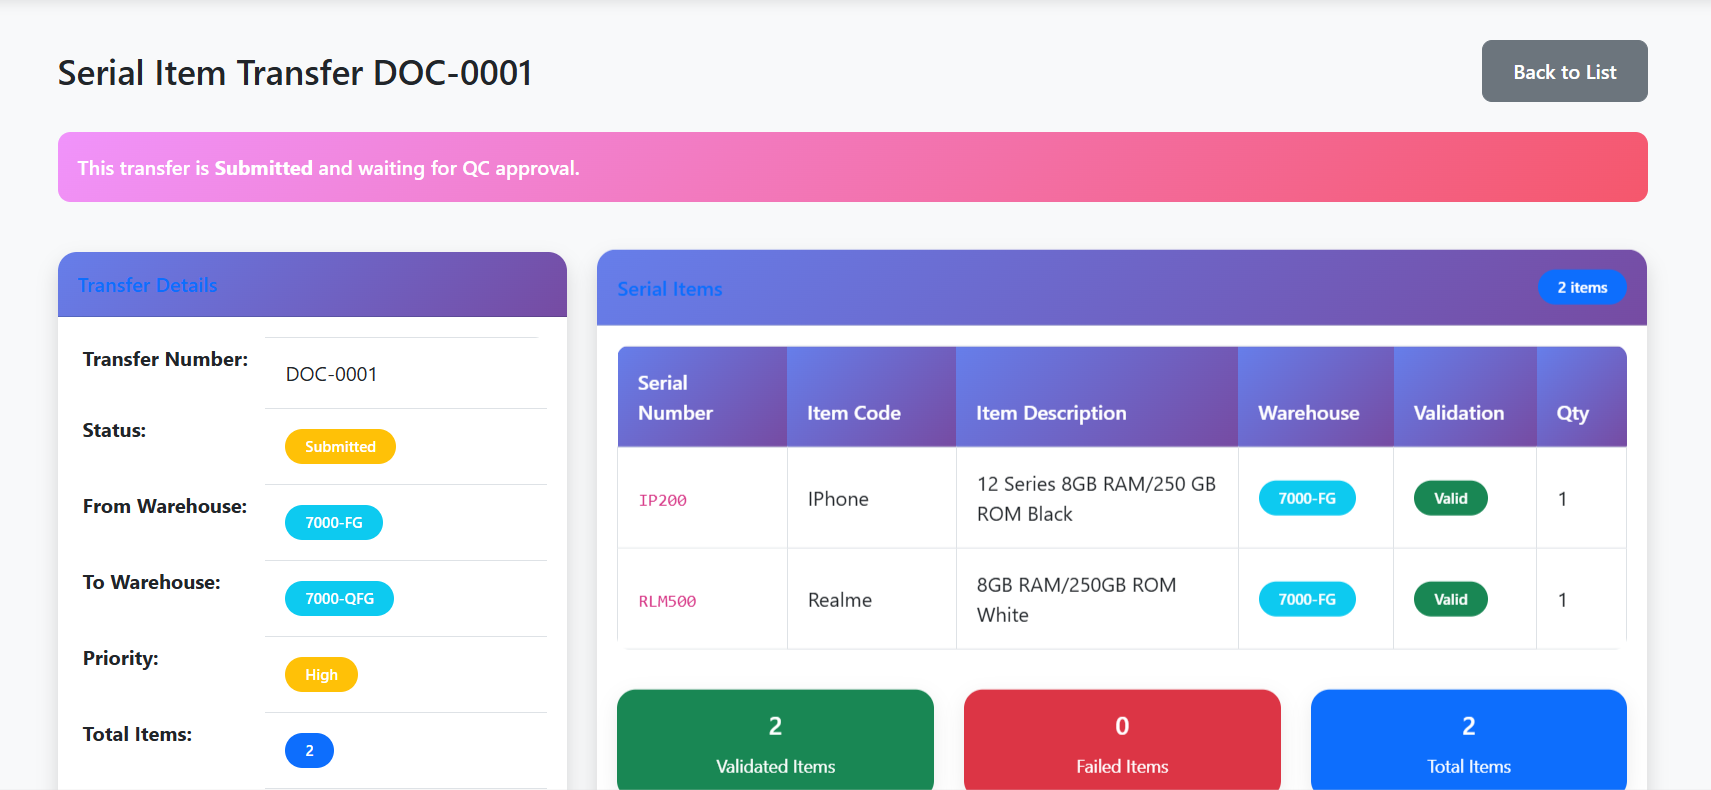 Serial Item Transfer DOC-0001
Back to List
This transfer is Submitted and waiting for QC approval.
Transfer Details
Transfer Number:
DOC-0001
Status:
Submitted
From Warehouse:
7000-FG
To Warehouse:
7000-QFG
Priority:
High
Total Items:
2
Serial Items
2 items
Serial
Number
Item Code
Item Description
Warehouse
Validation
Qty
IP200
IPhone
12 Series 8GB RAM/250 GB
ROM Black
7000-FG
Valid
1
RLM500
Realme
8GB RAM/250GB ROM
White
7000-FG
Valid
1
2
Validated Items
0
Failed Items
2
Total Items